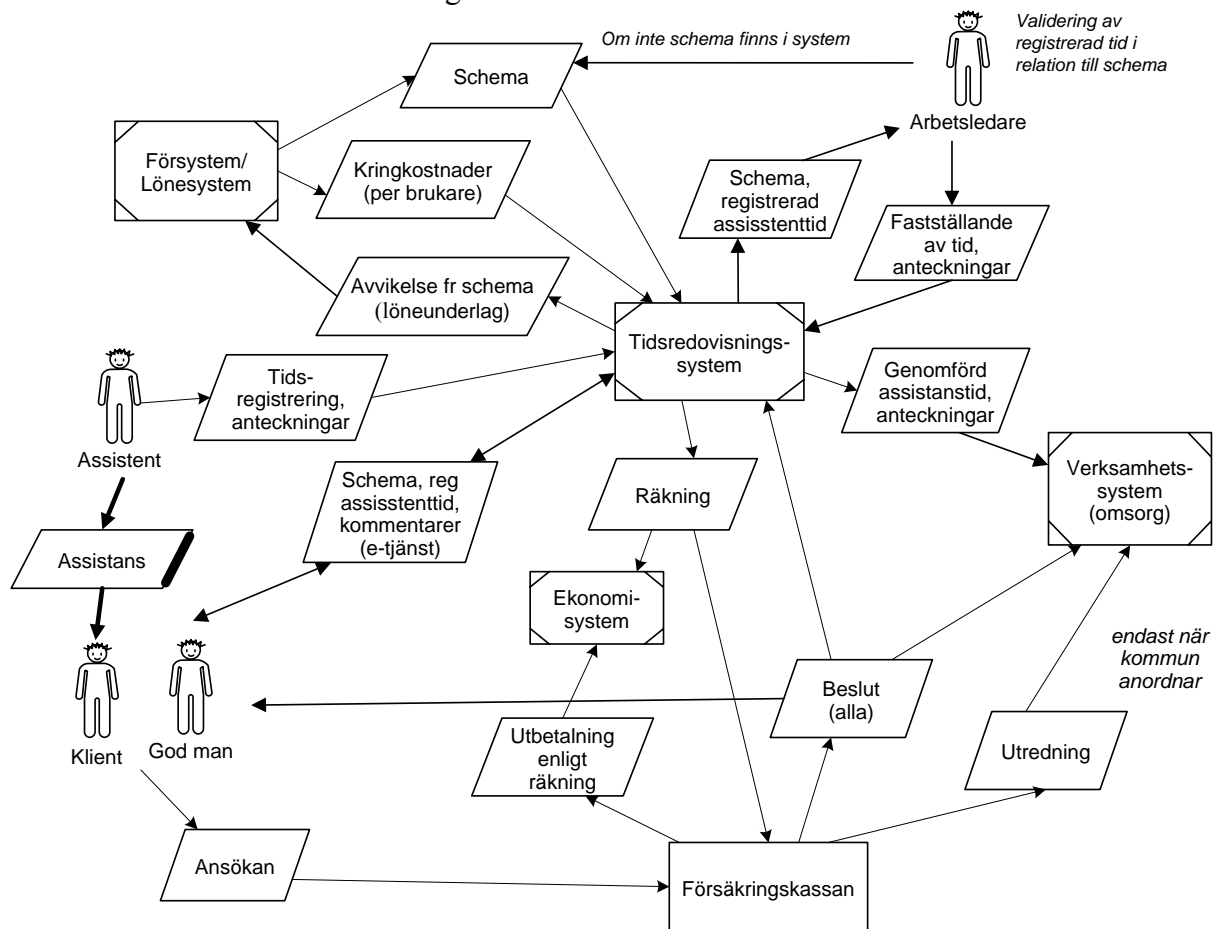 Om inte schema finns i system
Validering av
registrerad tid i
relation till schema
Schema
Arbetsledare
Försystem/
Lönesystem
Kringkostnader
(per brukare)
Schema,
registrerad
assisstenttid
Fastställande
av tid,
anteckningar
Avvikelse fr schema
(löneunderlag)
Tidsredovisnings-
system
Tids-
registrering,
anteckningar
Genomförd
assistanstid,
anteckningar
Assistent
Schema, reg
assisstenttid,
kommentarer
(e-tjänst)
Räkning
Verksamhets-
system
(omsorg)
Assistans
Ekonomi-
system
endast när
kommun
anordnar
Beslut
(alla)
Klient
God man
Utbetalning
enligt
räkning
Utredning
Ansökan
Försäkringskassan